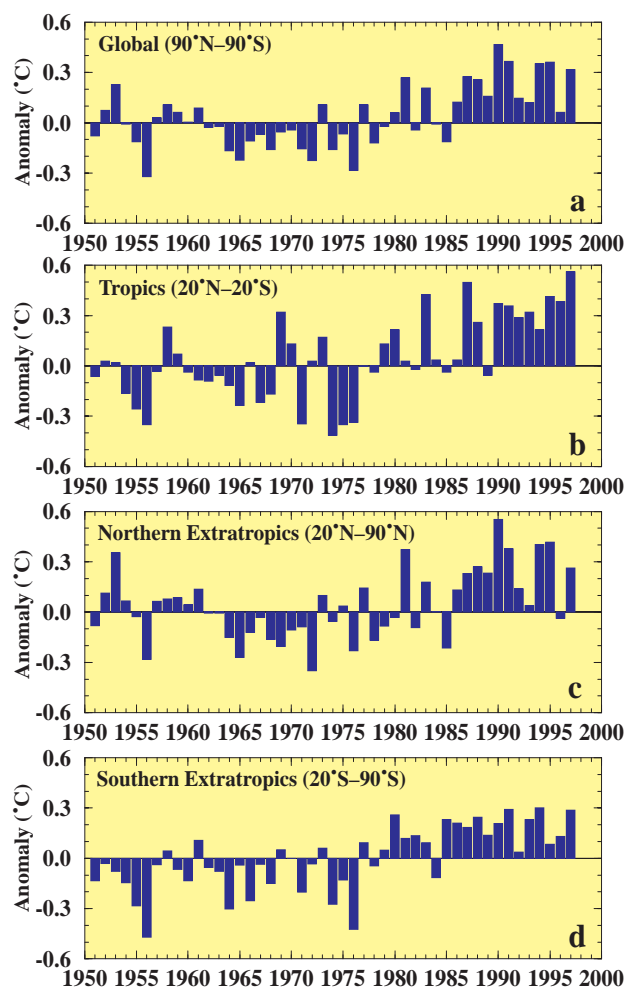 0.6
Global (90˚N–90˚S)
0.3
0.0
-0.3
-0.6
Anomaly (˚C)
a
1950 1955 1960 1965 1970 1975 1980 1985 1990 1995 2000
0.6
Tropics (20˚N–20˚S)
0.3
0.0
-0.3
-0.6
Anomaly (˚C)
b
1950 1955 1960 1965 1970 1975 1980 1985 1990 1995 2000
0.6
Northern Extratropics (20˚N–90˚N)
0.3
0.0
-0.3
-0.6
Anomaly (˚C)
c
1950 1955 1960 1965 1970 1975 1980 1985 1990 1995 2000
0.6
Southern Extratropics (20˚S–90˚S)
0.3
0.0
-0.3
-0.6
Anomaly (˚C)
d
1950 1955 1960 1965 1970 1975 1980 1985 1990 1995 2000